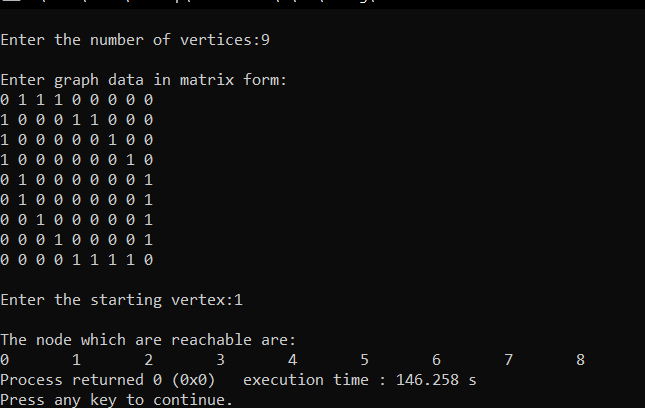 Enter the number of vertices:9
Enter graph data in matrix form:
0 1 1 1 0 0 0 0 0
1 0 0 0 1 1 0 0 0
1 0 0 0 0 0 1 0 0
1 0 0 0 0 0 0 1 0
0 1 0 0 0 0 0 0 1
0 1 0 0 0 0 0 0 1
0 0 1 0 0 0 0 0 1
0 0 0 1 0 0 0 0 1
0 0 0 0 1 1 1 1 0
Enter the starting vertex:1
The node which are reachable are:
0 1 2 3 4 5 6 7 8
Process returned 0 (0x0) execution time : 146.258 s
Press any key to continue.